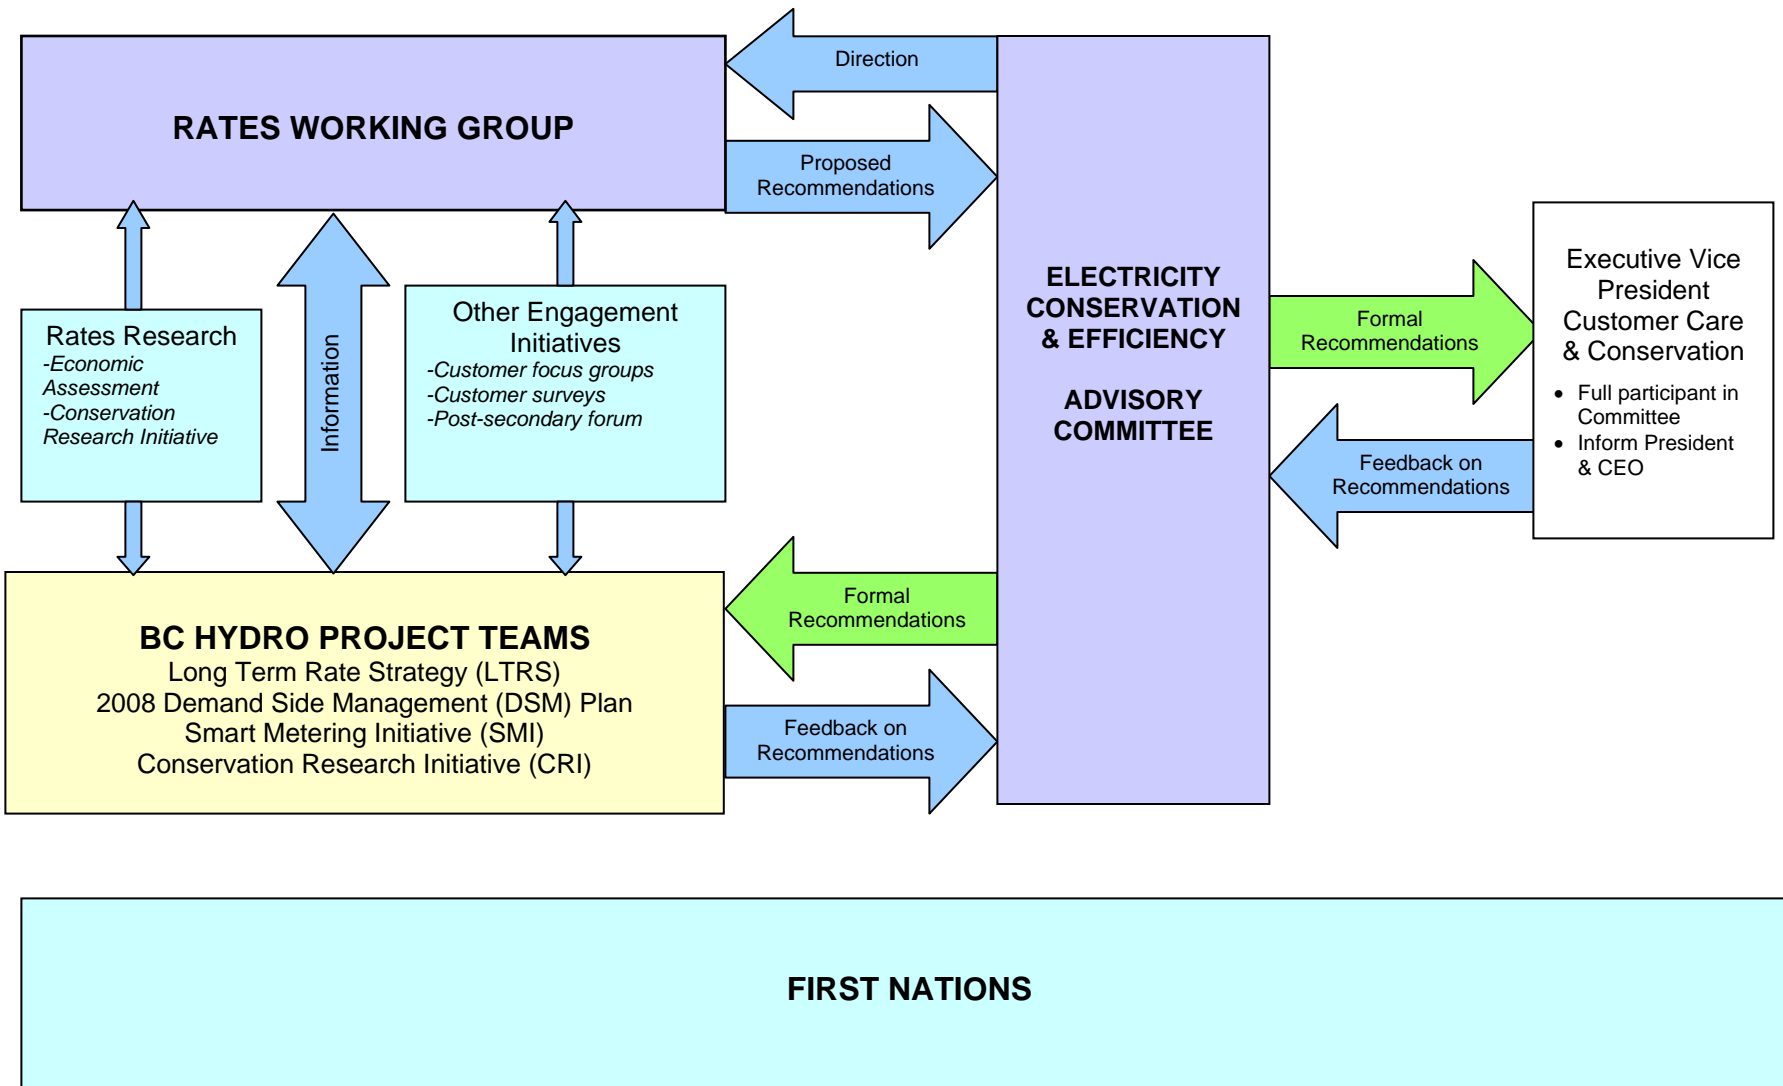 Direction
RATES WORKING GROUP
Proposed
Recommendations
ELECTRICITY
CONSERVATION
& EFFICIENCY
ADVISORY
COMMITTEE
Executive Vice
President
Customer Care
& Conservation
• Full participant in
Committee
• Inform President
& CEO
Formal
Recommendations
Feedback on
Recommendations
Rates Research
-Economic
Assessment
-Conservation
Research Initiative
Information
Other Engagement
Initiatives
-Customer focus groups
-Customer surveys
-Post-secondary forum
Formal
Recommendations
BC HYDRO PROJECT TEAMS
Long Term Rate Strategy (LTRS)
2008 Demand Side Management (DSM) Plan
Smart Metering Initiative (SMI)
Conservation Research Initiative (CRI)
Feedback on
Recommendations
FIRST NATIONS